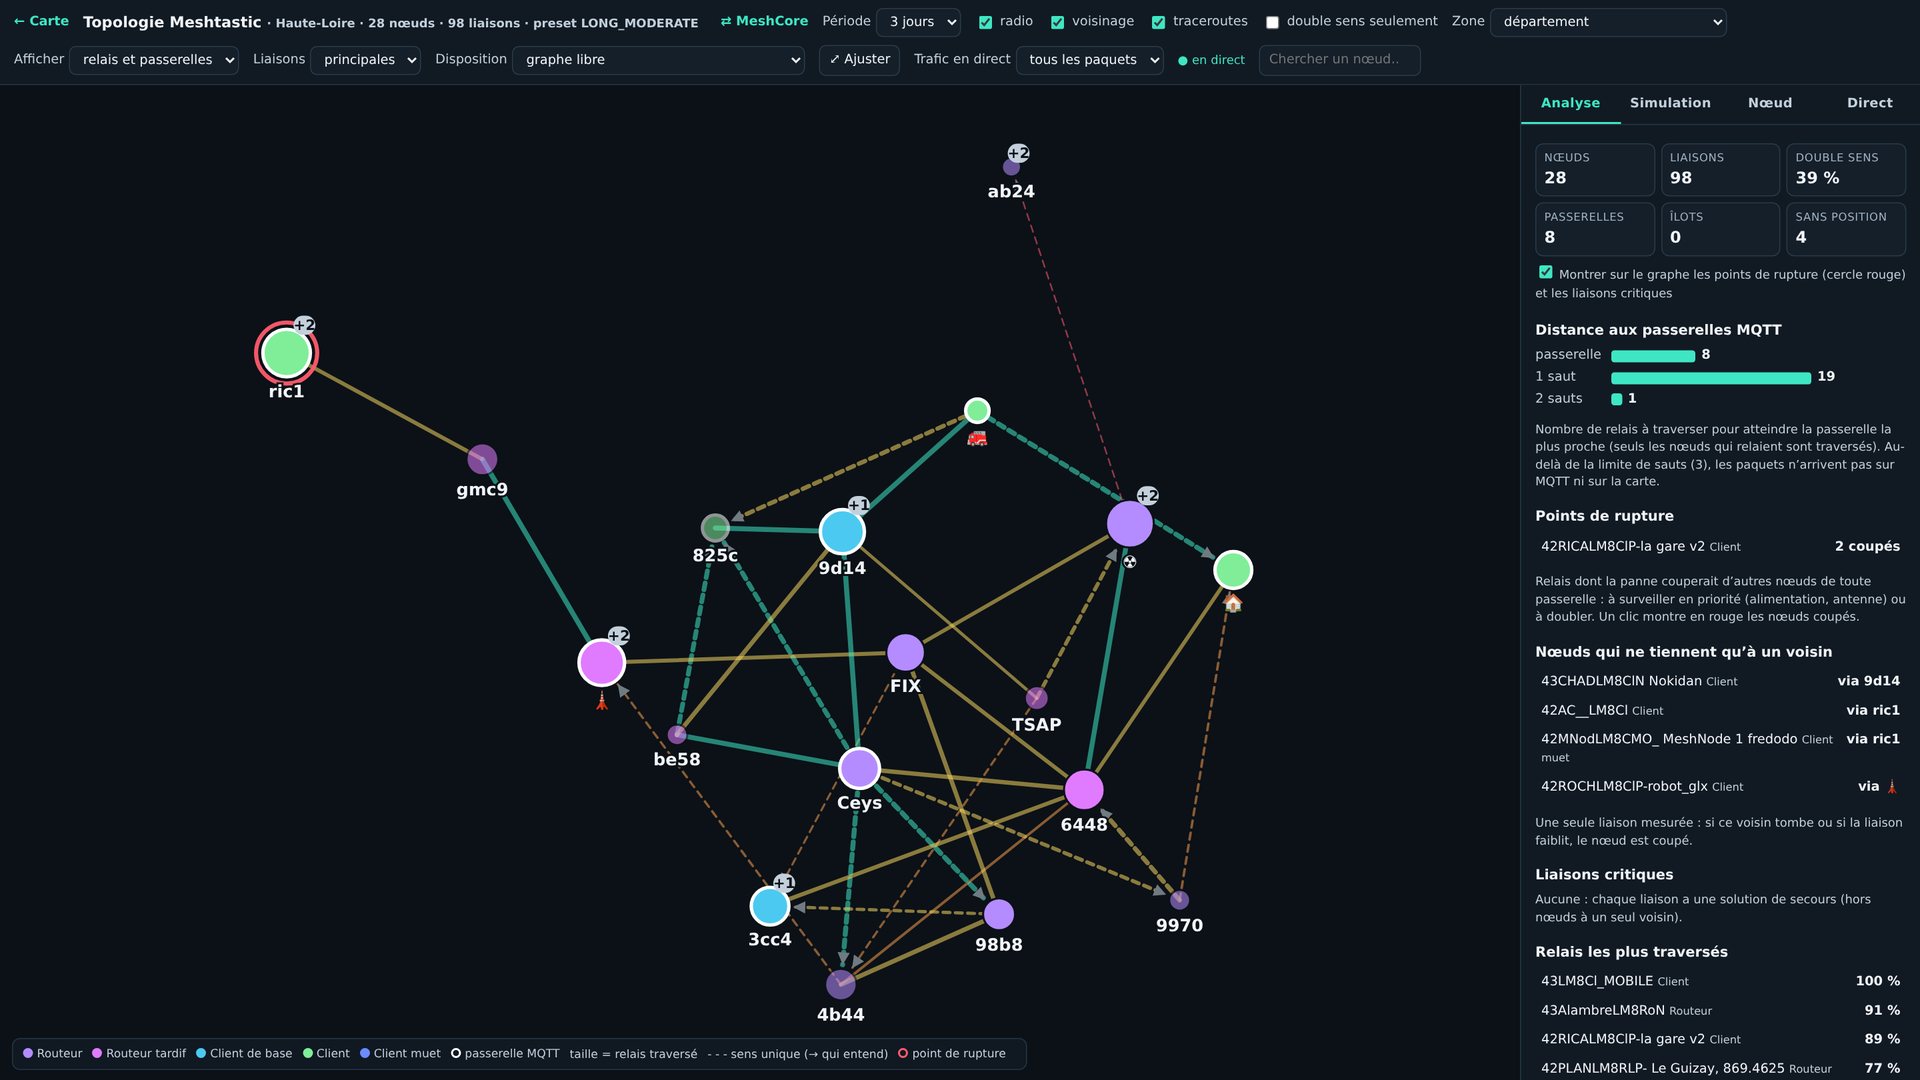 ← Carte Topologie Meshtastic · Haute-Loire · 28 nœuds · 98 liaisons · preset LONG_MODERATE ⇄ MeshCore Période 3 jours radio voisinage traceroutes double sens seulement Zone département
Afficher relais et passerelles Liaisons principales Disposition graphe libre ⤢ Ajuster Trafic en direct tous les paquets ● en direct Chercher un nœud..
Analyse Simulation Nœud Direct
NŒUDS LIAISONS DOUBLE SENS
28 98 39 %
PASSERELLES ÎLOTS SANS POSITION
8 0 4
Montrer sur le graphe les points de rupture (cercle rouge)
et les liaisons critiques
Distance aux passerelles MQTT
passerelle 8
1 saut 19
2 sauts 1
Nombre de relais à traverser pour atteindre la passerelle la
plus proche (seuls les nœuds qui relaient sont traversés). Au-
delà de la limite de sauts (3), les paquets n’arrivent pas sur
MQTT ni sur la carte.
Points de rupture
42RICALM8CIP-la gare v2 Client 2 coupés
Relais dont la panne couperait d’autres nœuds de toute
passerelle : à surveiller en priorité (alimentation, antenne) ou
à doubler. Un clic montre en rouge les nœuds coupés.
Nœuds qui ne tiennent qu’à un voisin
43CHADLM8CIN Nokidan Client via 9d14
42AC__LM8CI Client via ric1
42MNodLM8CMO_ MeshNode 1 fredodo Client via ric1
muet
42ROCHLM8CIP-robot_glx Client via 🗼
Une seule liaison mesurée : si ce voisin tombe ou si la liaison
faiblit, le nœud est coupé.
Liaisons critiques
Aucune : chaque liaison a une solution de secours (hors
nœuds à un seul voisin).
Relais les plus traversés
43LM8CI_MOBILE Client 100 %
43AlambreLM8RoN Routeur 91 %
42RICALM8CIP-la gare v2 Client 89 %
42PLANLM8RLP- Le Guizay, 869.4625 Routeur 77 %
+2
ab24
+2
ric1
gmc9
🚒
+1
825c
9d14
+2
☢
🏠
+2
🗼
FIX
TSAP
be58
Ceys
6448
+1
3cc4
98b8
9970
4b44
Routeur Routeur tardif Client de base Client Client muet passerelle MQTT taille = relais traversé - - - sens unique (→ qui entend) point de rupture